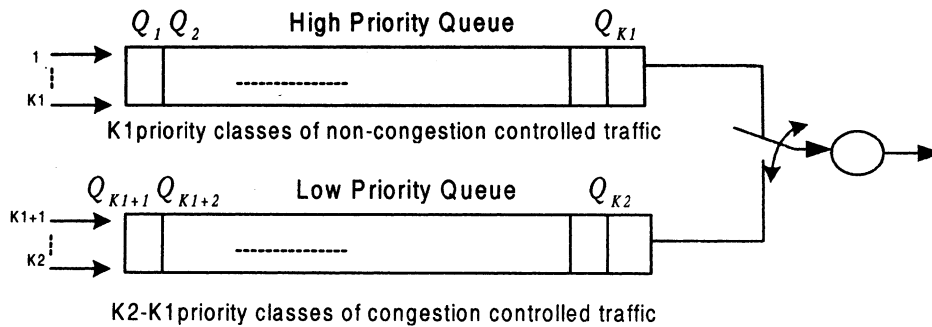 Q1 Q2 High Priority Queue QK1
1
K1
K1priority classes of non-congestion controlled traffic
QK1+1 QK1+2 Low Priority Queue QK2
K1+1
K2
K2-K1priority classes of congestion controlled traffic